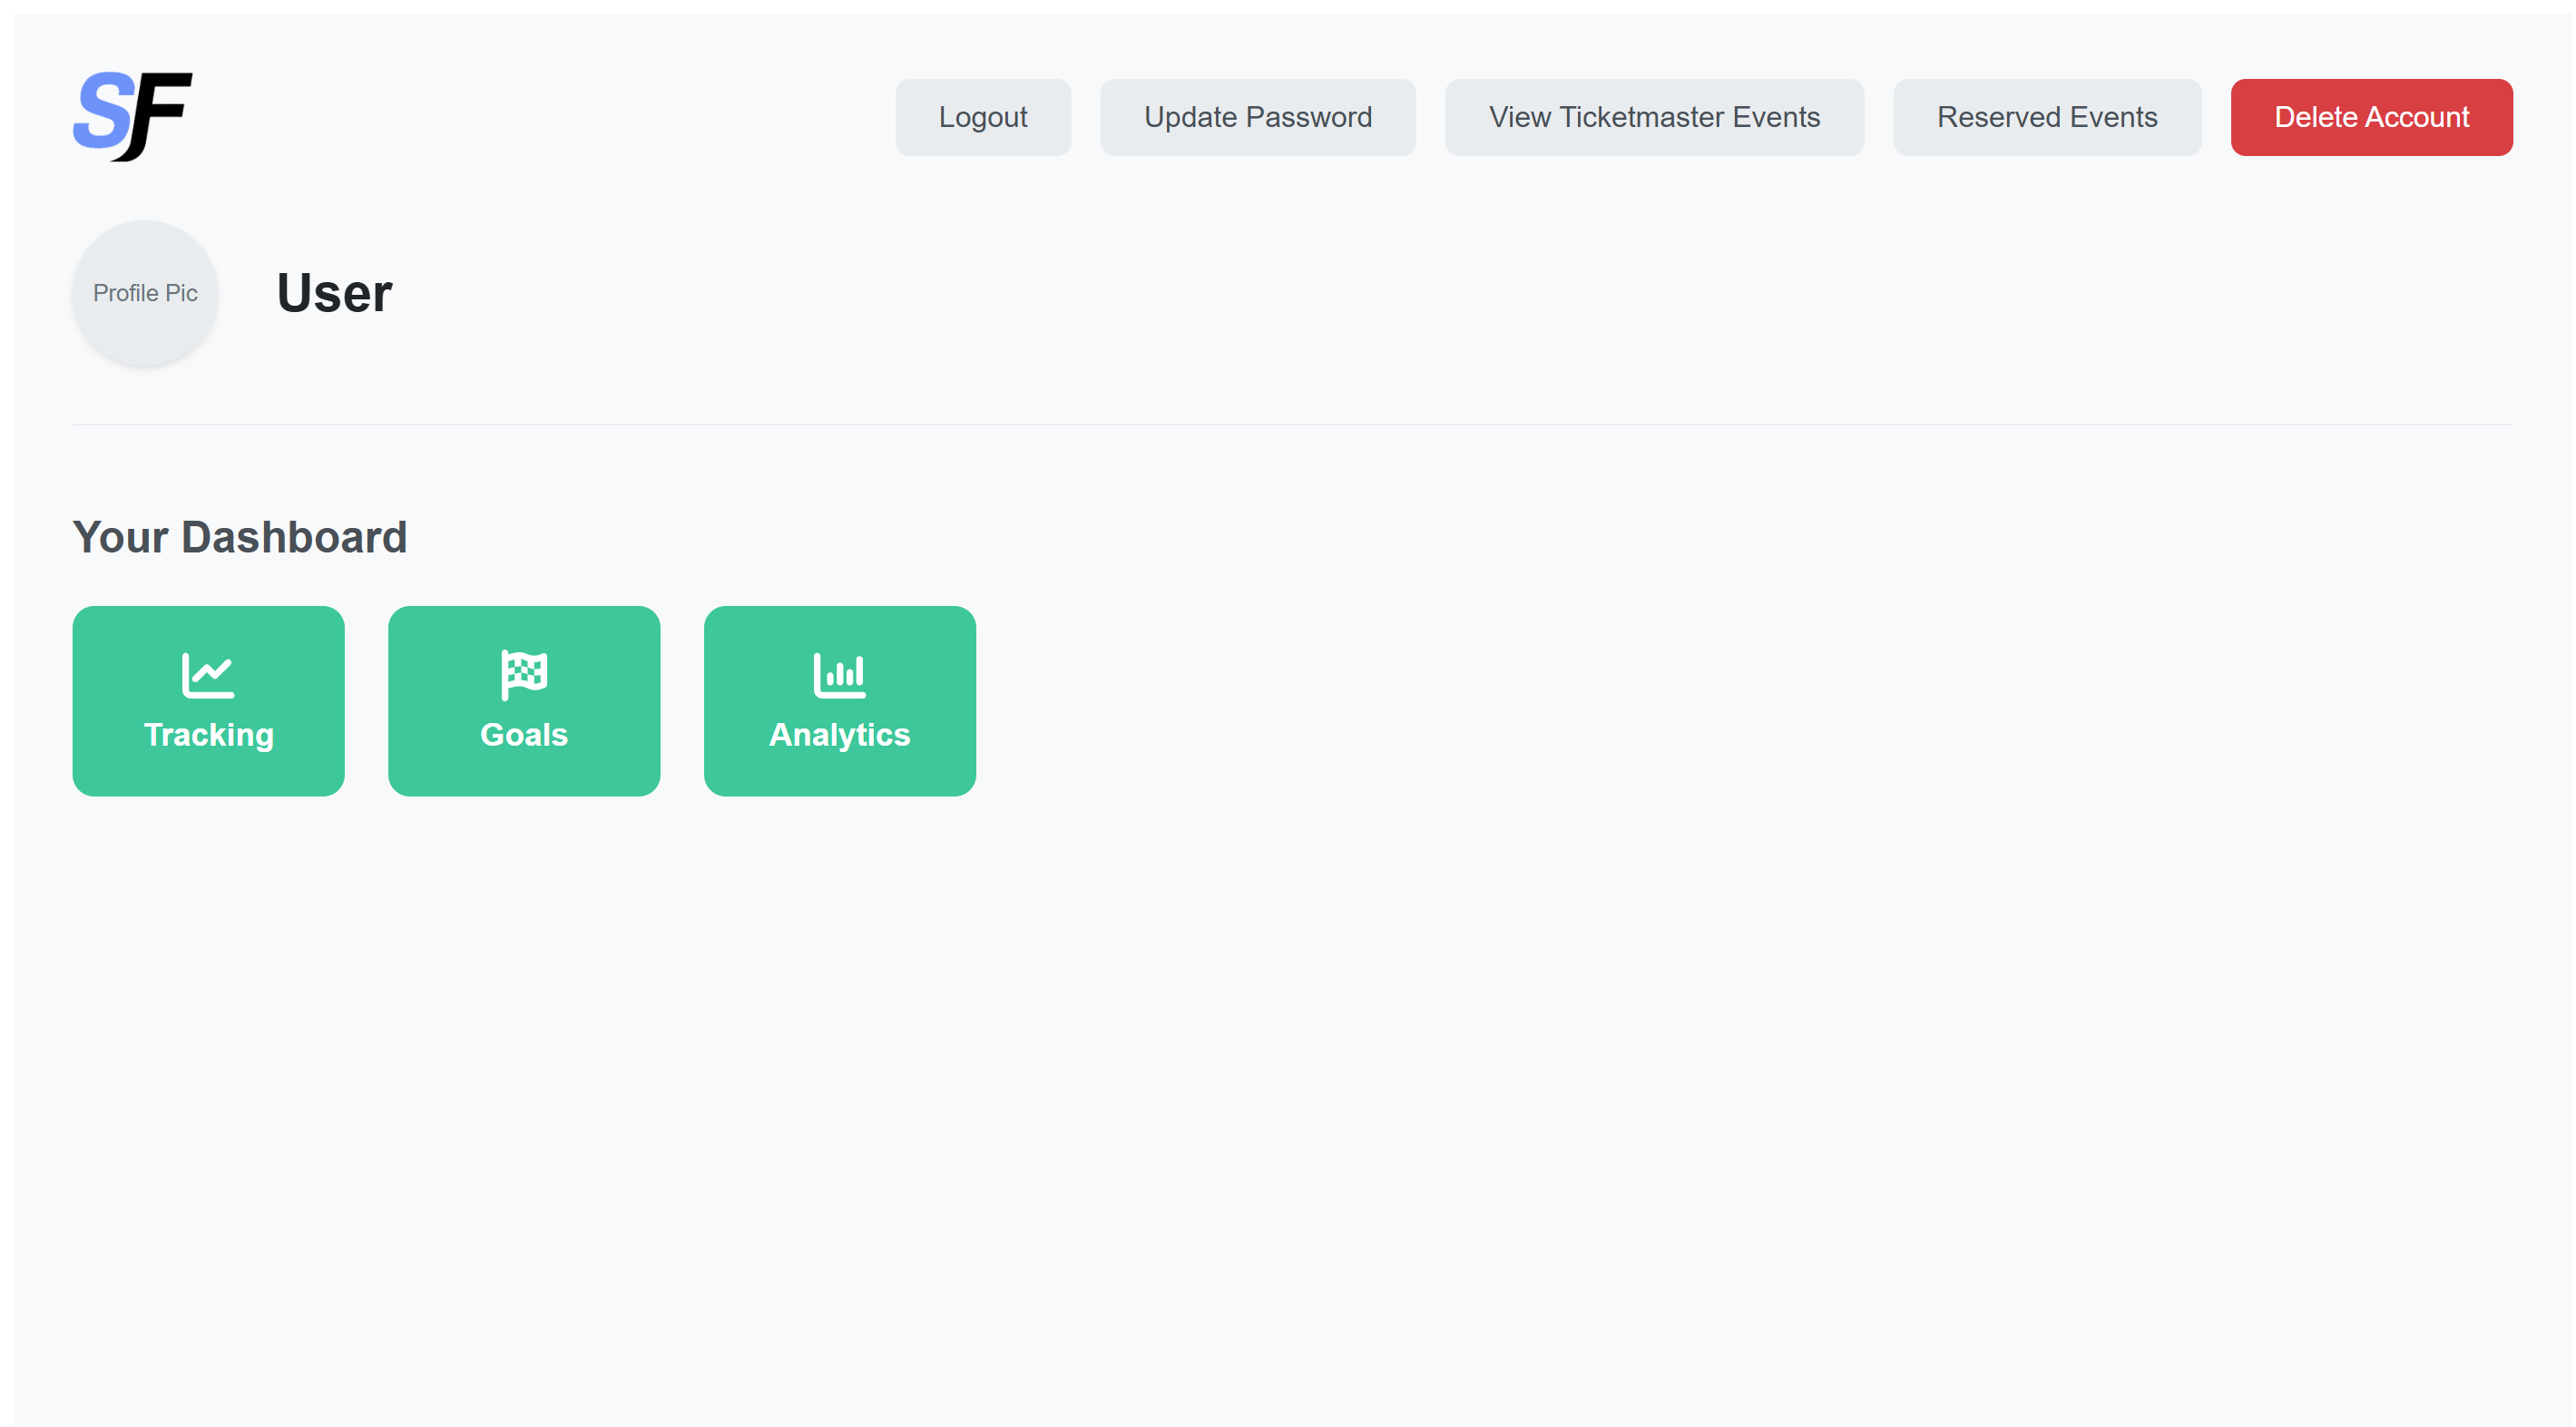 SF
Logout
Update Password
View Ticketmaster Events
Reserved Events
Delete Account
Profile Pic
User
Your Dashboard
Tracking
Goals
Analytics